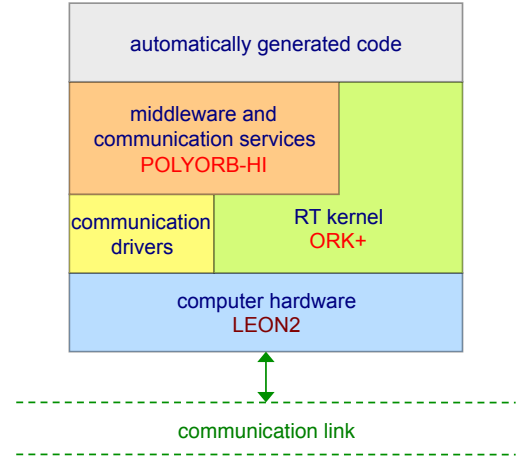 automatically generated code
middleware and
communication services
POLYORB-HI
communication
drivers
RT kernel
ORK+
computer hardware
LEON2
communication link